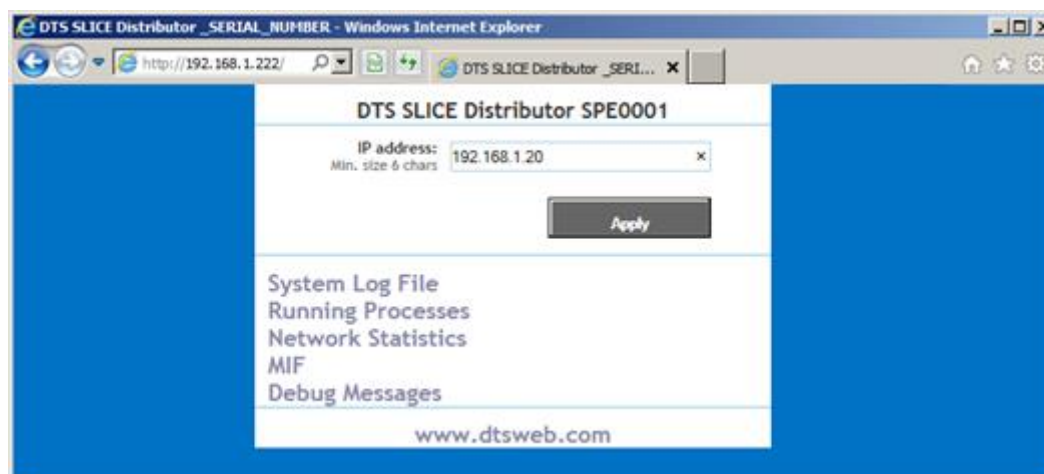 DTS SLICE Distributor _SERIAL_NUMBER - Windows Internet Explorer
http://192.168.1.222/
DTS SLICE Distributor _SERI...
DTS SLICE Distributor SPE0001
IP address:
Min. size 6 chars
192.168.1.20
Apply
System Log File
Running Processes
Network Statistics
MIF
Debug Messages
www.dtsweb.com